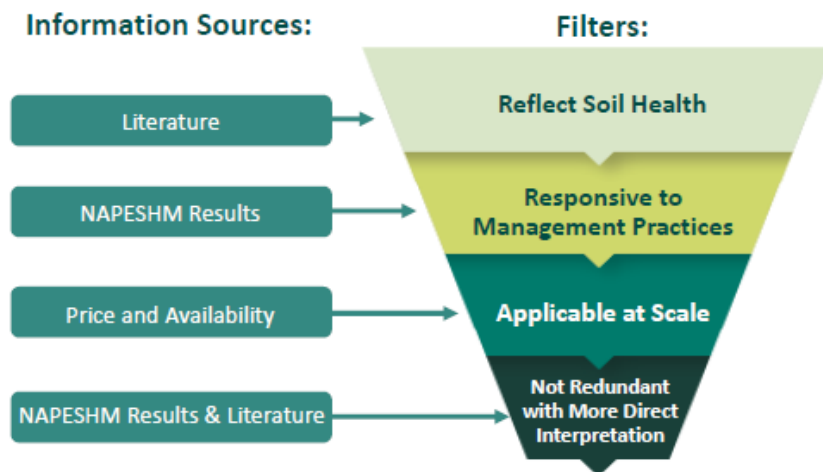 Information Sources:
Filters:
Literature
Reflect Soil Health
NAPESHM Results
Responsive to
Management Practices
Price and Availability
Applicable at Scale
NAPESHM Results & Literature
Not Redundant
with More Direct
Interpretation